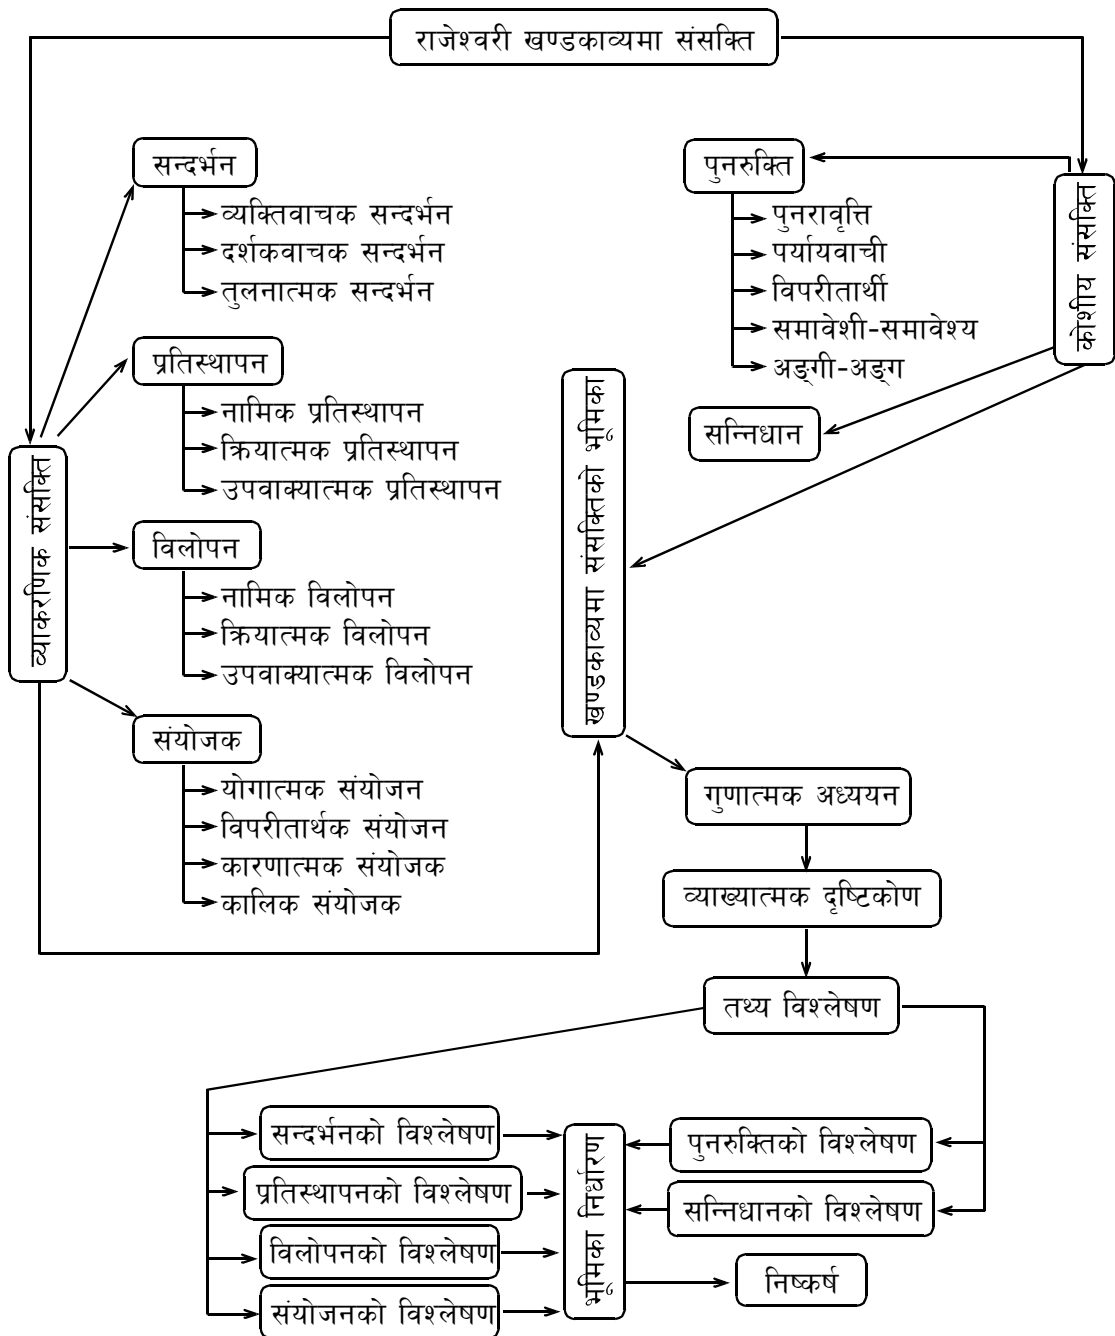 राजेश्वरी खण्डकाव्यमा संसक्ति
सन्दर्भन
व्यक्तिवाचक सन्दर्भन
दर्शकवाचक सन्दर्भन
तुलनात्मक सन्दर्भन
प्रतिस्थापन
नामिक प्रतिस्थापन
क्रियात्मक प्रतिस्थापन
उपवाक्यात्मक प्रतिस्थापन
व्याकरणिक संसक्ति
विलोपन
नामिक विलोपन
क्रियात्मक विलोपन
उपवाक्यात्मक विलोपन
संयोजक
योगात्मक संयोजन
विपरीतार्थक संयोजन
कारणात्मक संयोजक
कालिक संयोजक
पुनरुक्ति
पुनरावृत्ति
पर्यायवाची
विपरीतार्थी
समावेशी-समावेश्य
अङ्गी-अङ्ग
कोशीय संसक्ति
सन्निधान
खण्डकाव्यमा संसक्तिको भूमिका
गुणात्मक अध्ययन
व्याख्यात्मक दृष्टिकोण
तथ्य विश्लेषण
सन्दर्भनको विश्लेषण
प्रतिस्थापनको विश्लेषण
विलोपनको विश्लेषण
संयोजनको विश्लेषण
भूमिका निर्धारण
पुनरुक्तिको विश्लेषण
सन्निधानको विश्लेषण
निष्कर्ष